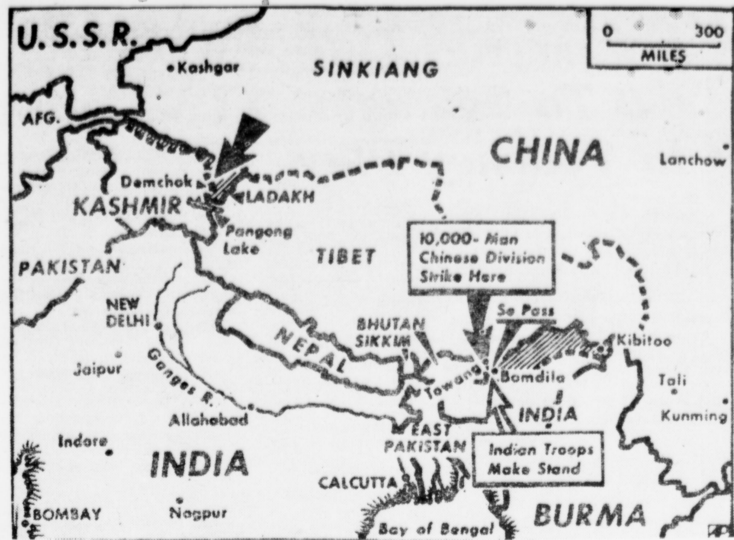 U.S.S.R.
Kashgar
SINKIANG
0 300
MILES
AFG.
CHINA
Lanchow
Demchok
LADAKH
KASHMIR
Pangong
Lake
TIBET
10,000-Man
Chinese Division
Strike Here
PAKISTAN
Se Pass
NEW
DELHI
NEPAL
BHUTAN
SIKKIM
Kibitoo
Jaipur
Ganges R.
Towang
Bomdila
Tali
Kunming
Allahabad
EAST
PAKISTAN
INDIA
Indore
INDIA
Indian Troops
Make Stand
CALCUTTA
BOMBAY
Nagpur
Bay of Bengal
BURMA
AP